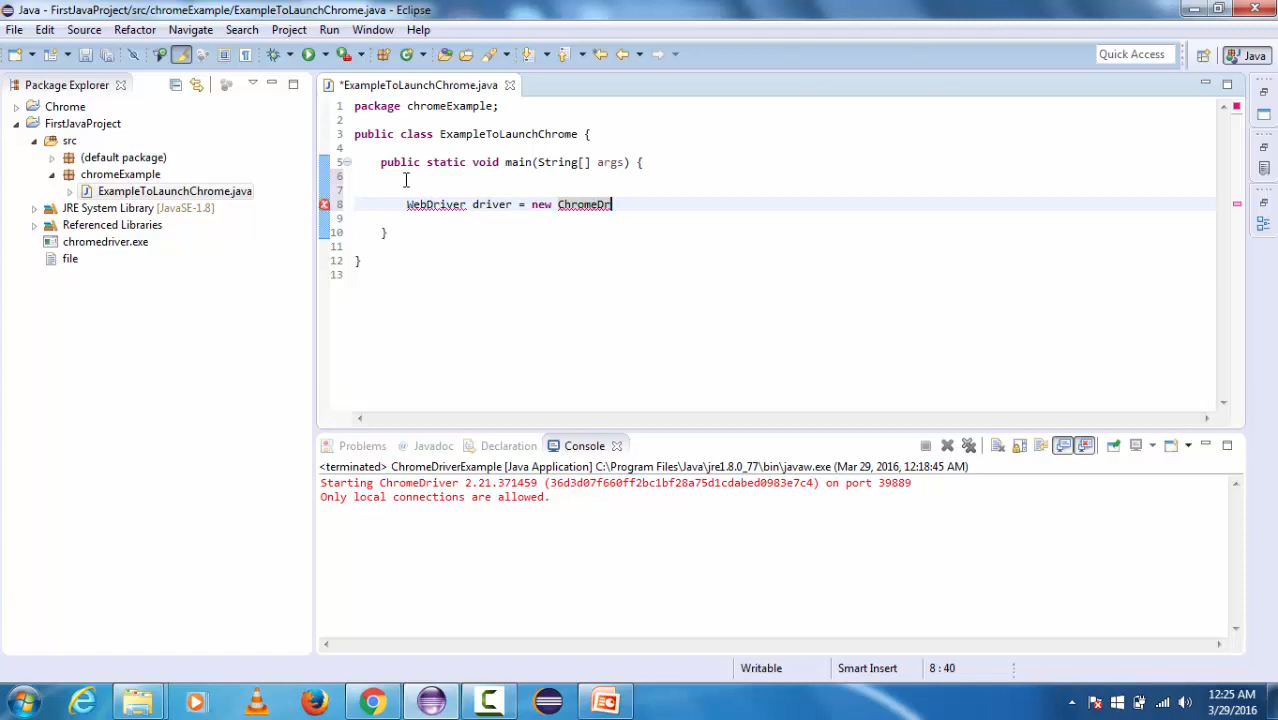 Java - FirstJavaProject/src/chromeExample/ExampleToLaunchChrome.java - Eclipse
File Edit Source Refactor Navigate Search Project Run Window Help
Quick Access
Java
Package Explorer
Chrome
FirstJavaProject
src
(default package)
chromeExample
ExampleToLaunchChrome.java
JRE System Library [JavaSE-1.8]
Referenced Libraries
chromedriver.exe
file
*ExampleToLaunchChrome.java
1 package chromeExample;
2
3 public class ExampleToLaunchChrome {
4
5 public static void main(String[] args) {
6
7
8 WebDriver driver = new ChromeDr
9
10 }
11
12 }
13
Problems @ Javadoc Declaration Console
<terminated> ChromeDriverExample [Java Application] C:\Program Files\Java\jre1.8.0_77\bin\javaw.exe (Mar 29, 2016, 12:18:45 AM)
Starting ChromeDriver 2.21.371459 (36d3d07f660ff2bc1bf28a75d1cdabed0983e7c4) on port 39889
Only local connections are allowed.
Writable Smart Insert 8 : 40
12:25 AM
3/29/2016